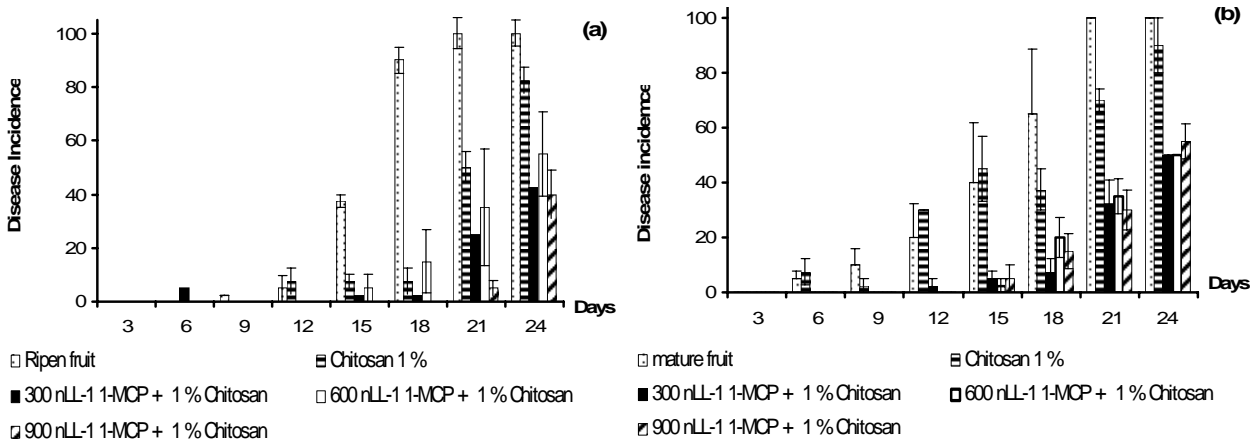 (a)
Disease Incidence
100
80
60
40
20
0
3 6 9 12 15 18 21 24
Days
Ripen fruit
Chitosan 1 %
300 nLL-1 1-MCP + 1 % Chitosan
600 nLL-1 1-MCP + 1 % Chitosan
900 nLL-1 1-MCP + 1 % Chitosan
(b)
Disease incidence
100
80
60
40
20
0
3 6 9 12 15 18 21 24
Days
mature fruit
Chitosan 1 %
300 nLL-1 1-MCP + 1 % Chitosan
600 nLL-1 1-MCP + 1 % Chitosan
900 nLL-1 1-MCP + 1 % Chitosan